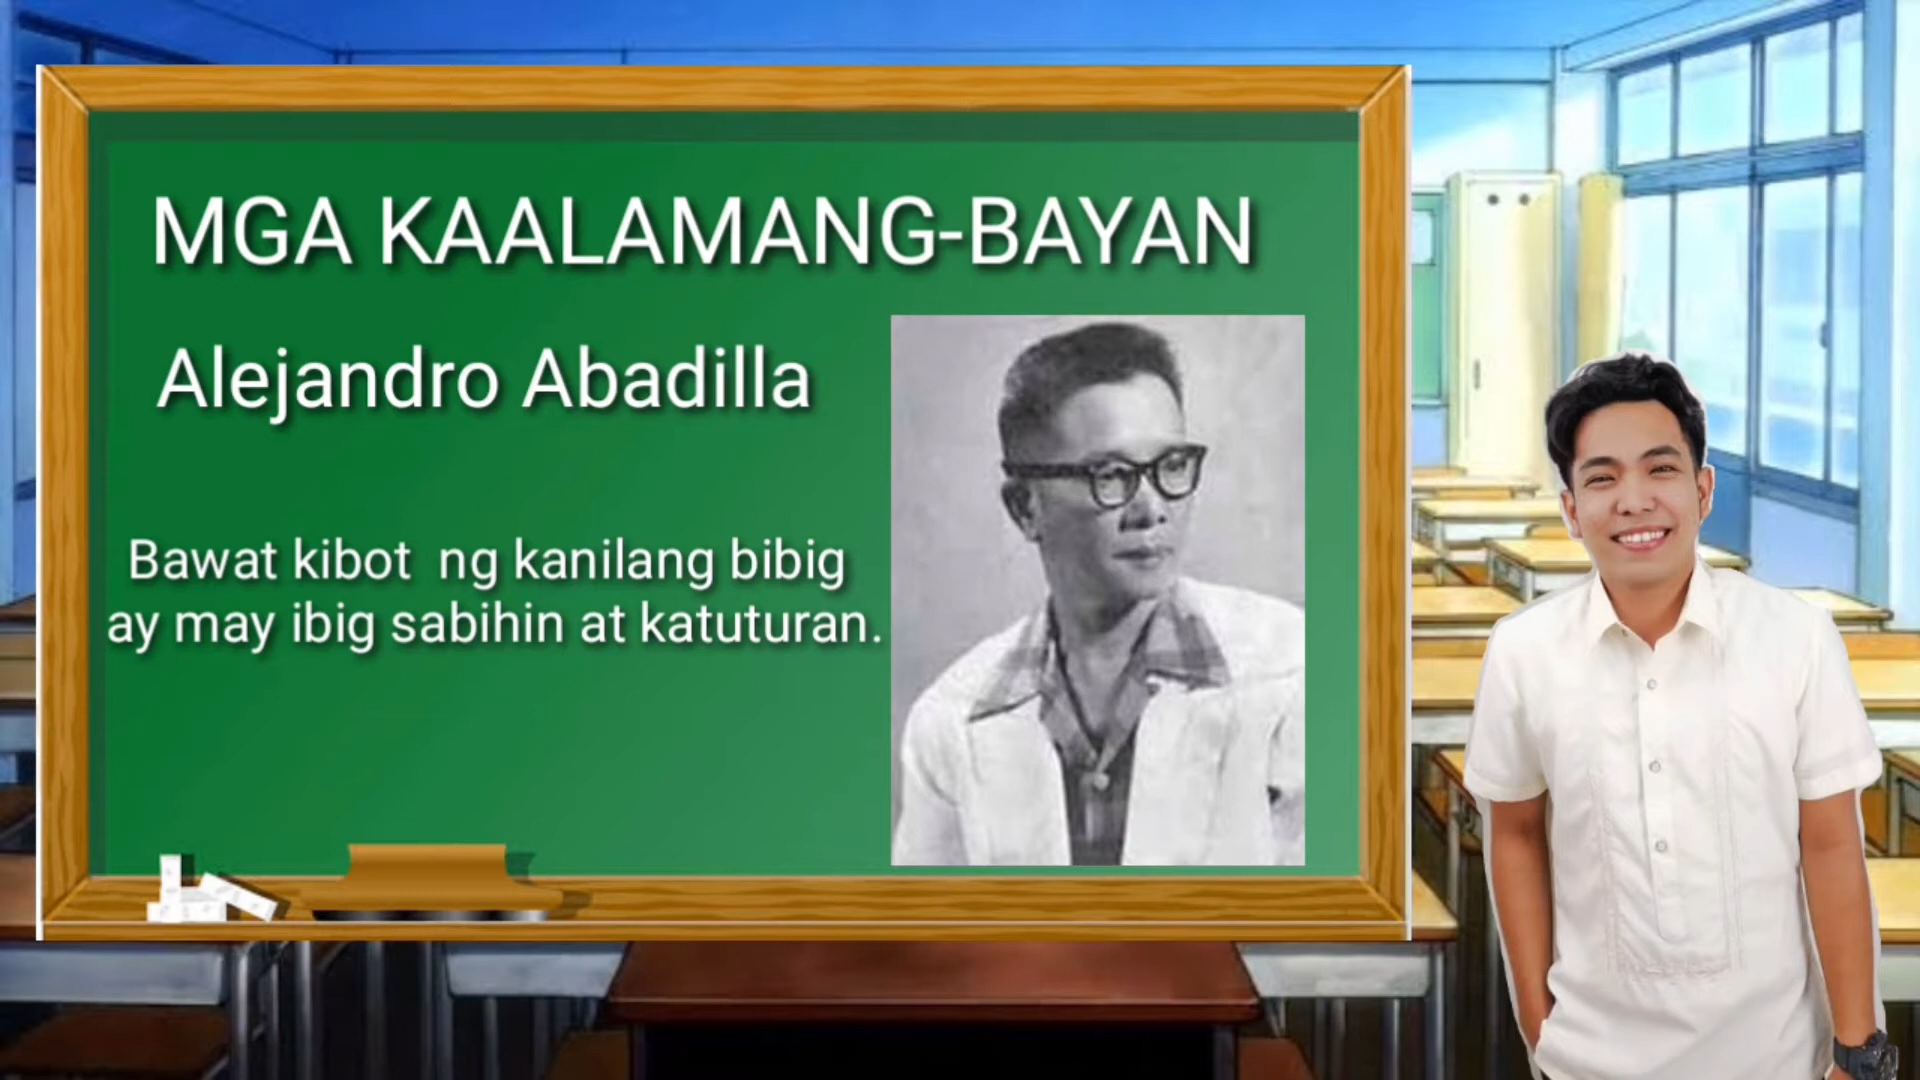 MGA KAALAMANG-BAYAN
Alejandro Abadilla
Bawat kibot ng kanilang bibig
ay may ibig sabihin at katuturan.